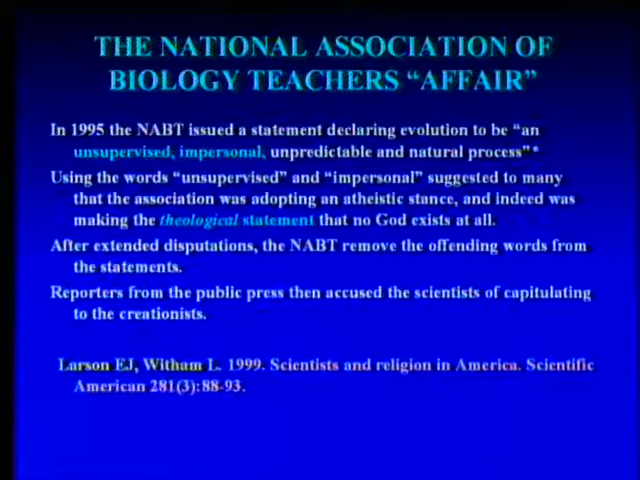 THE NATIONAL ASSOCIATION OF
BIOLOGY TEACHERS “AFFAIR”
In 1995 the NABT issued a statement declaring evolution to be “an
unsupervised, impersonal, unpredictable and natural process”*
Using the words “unsupervised” and “impersonal” suggested to many
that the association was adopting an atheistic stance, and indeed was
making the theological statement that no God exists at all.
After extended disputations, the NABT remove the offending words from
the statements.
Reporters from the public press then accused the scientists of capitulating
to the creationists.
Larson EJ, Witham L. 1999. Scientists and religion in America. Scientific
American 281(3):88-93.